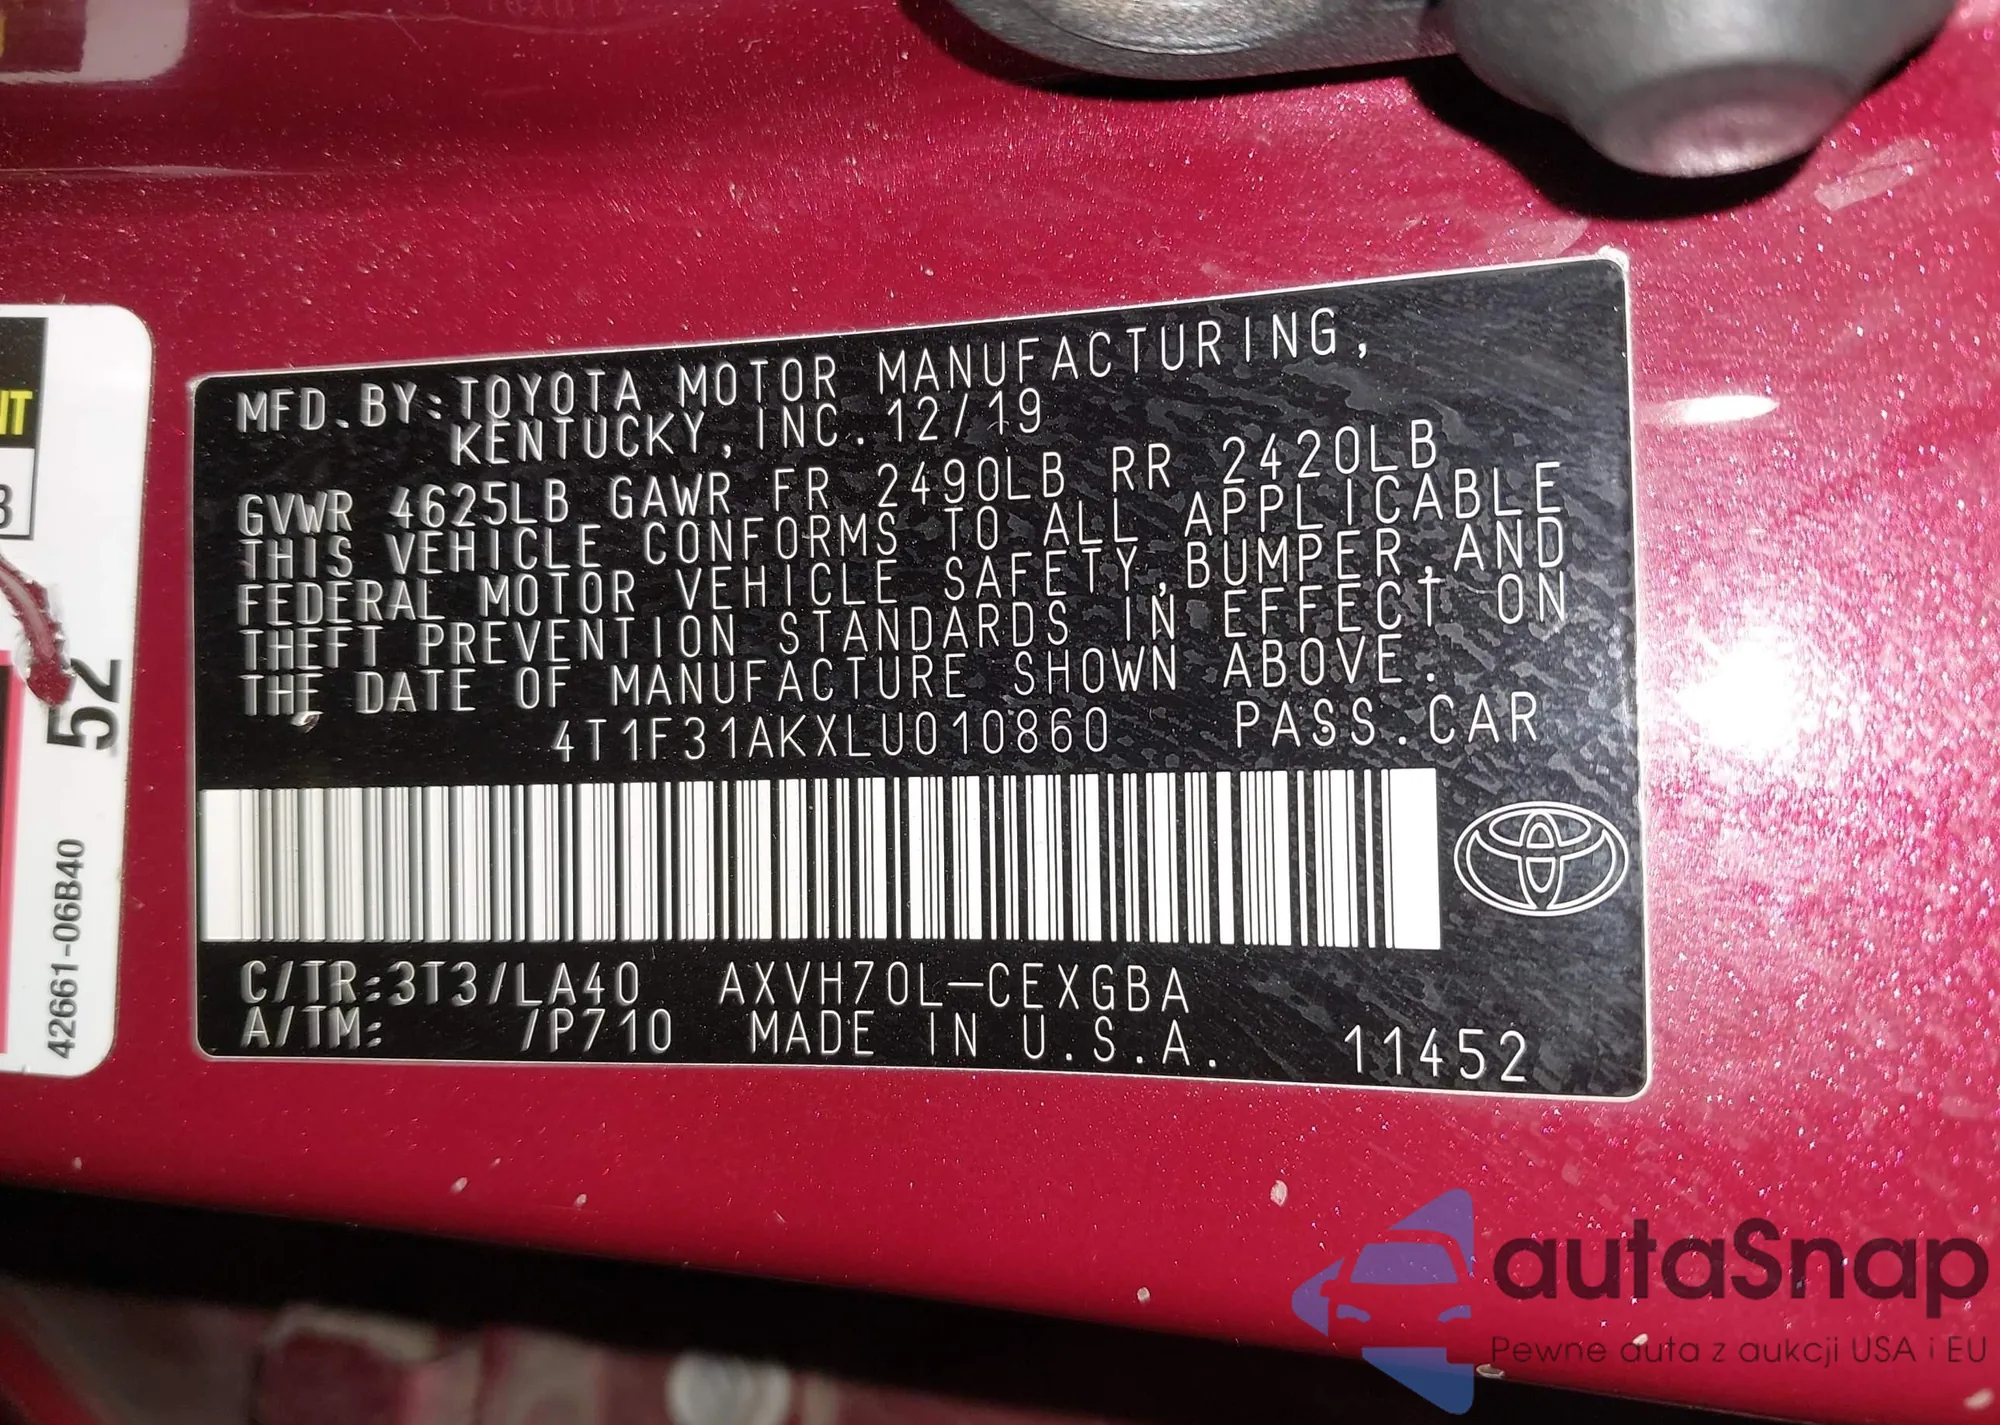 MFD.BY:TOYOTA MOTOR MANUFACTURING,
KENTUCKY, INC. 12/19
GVWR 4625LB GAWR FR 2490LB RR 2420LB
THIS VEHICLE CONFORMS TO ALL APPLICABLE
FEDERAL MOTOR VEHICLE SAFETY,BUMPER,AND
THEFT PREVENTION STANDARDS IN EFFECT ON
THE DATE OF MANUFACTURE SHOWN ABOVE.
4T1F31AKXLU010860 PASS.CAR
C/TR:3T3/LA40 AXVH70L-CEXGBA
A/TM: /P710 MADE IN U.S.A. 11452
52
42661-06B40
autaSnap
Pewne auta z aukcji USA i EU